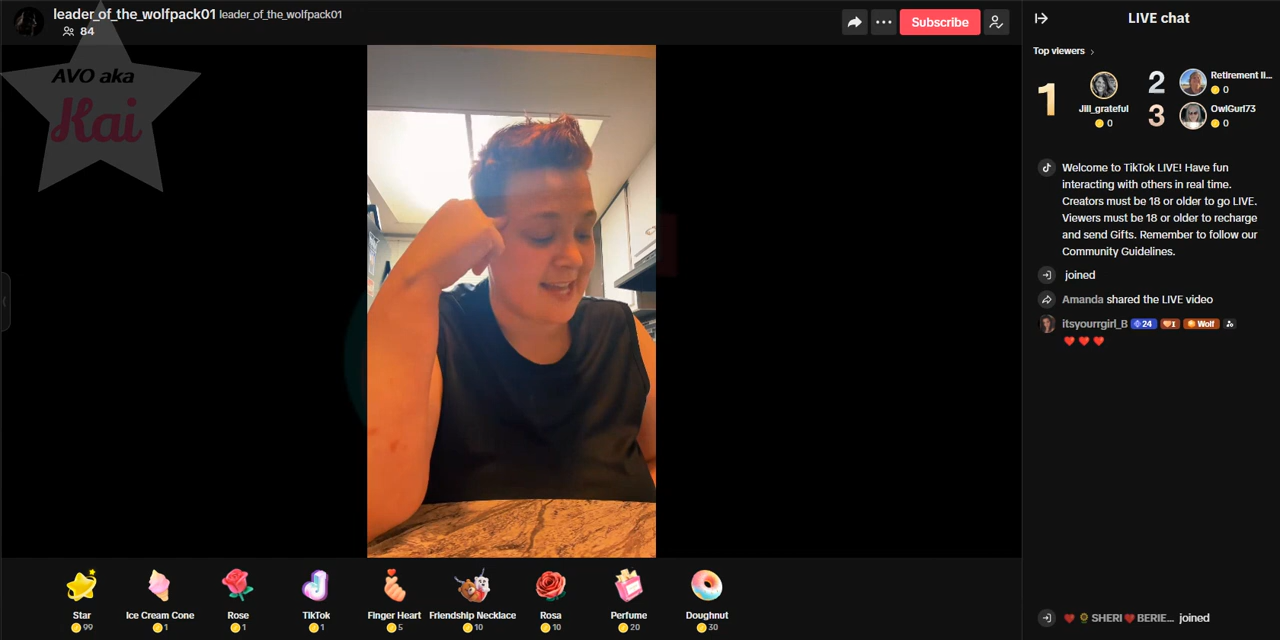 leader_of_the_wolfpack01 leader_of_the_wolfpack01
84
AVO aka
Kai
Subscribe
LIVE chat
Top viewers
1
Jill_grateful
0
2
Retirement li...
0
3
OwlGurl73
0
Welcome to TikTok LIVE! Have fun
interacting with others in real time.
Creators must be 18 or older to go LIVE.
Viewers must be 18 or older to recharge
and send Gifts. Remember to follow our
Community Guidelines.
joined
Amanda shared the LIVE video
itsyourrgirl_B 24 1 Wolf
SHERI BERIE... joined
Star
99
Ice Cream Cone
1
Rose
1
TikTok
1
Finger Heart
5
Friendship Necklace
10
Rosa
10
Perfume
20
Doughnut
30